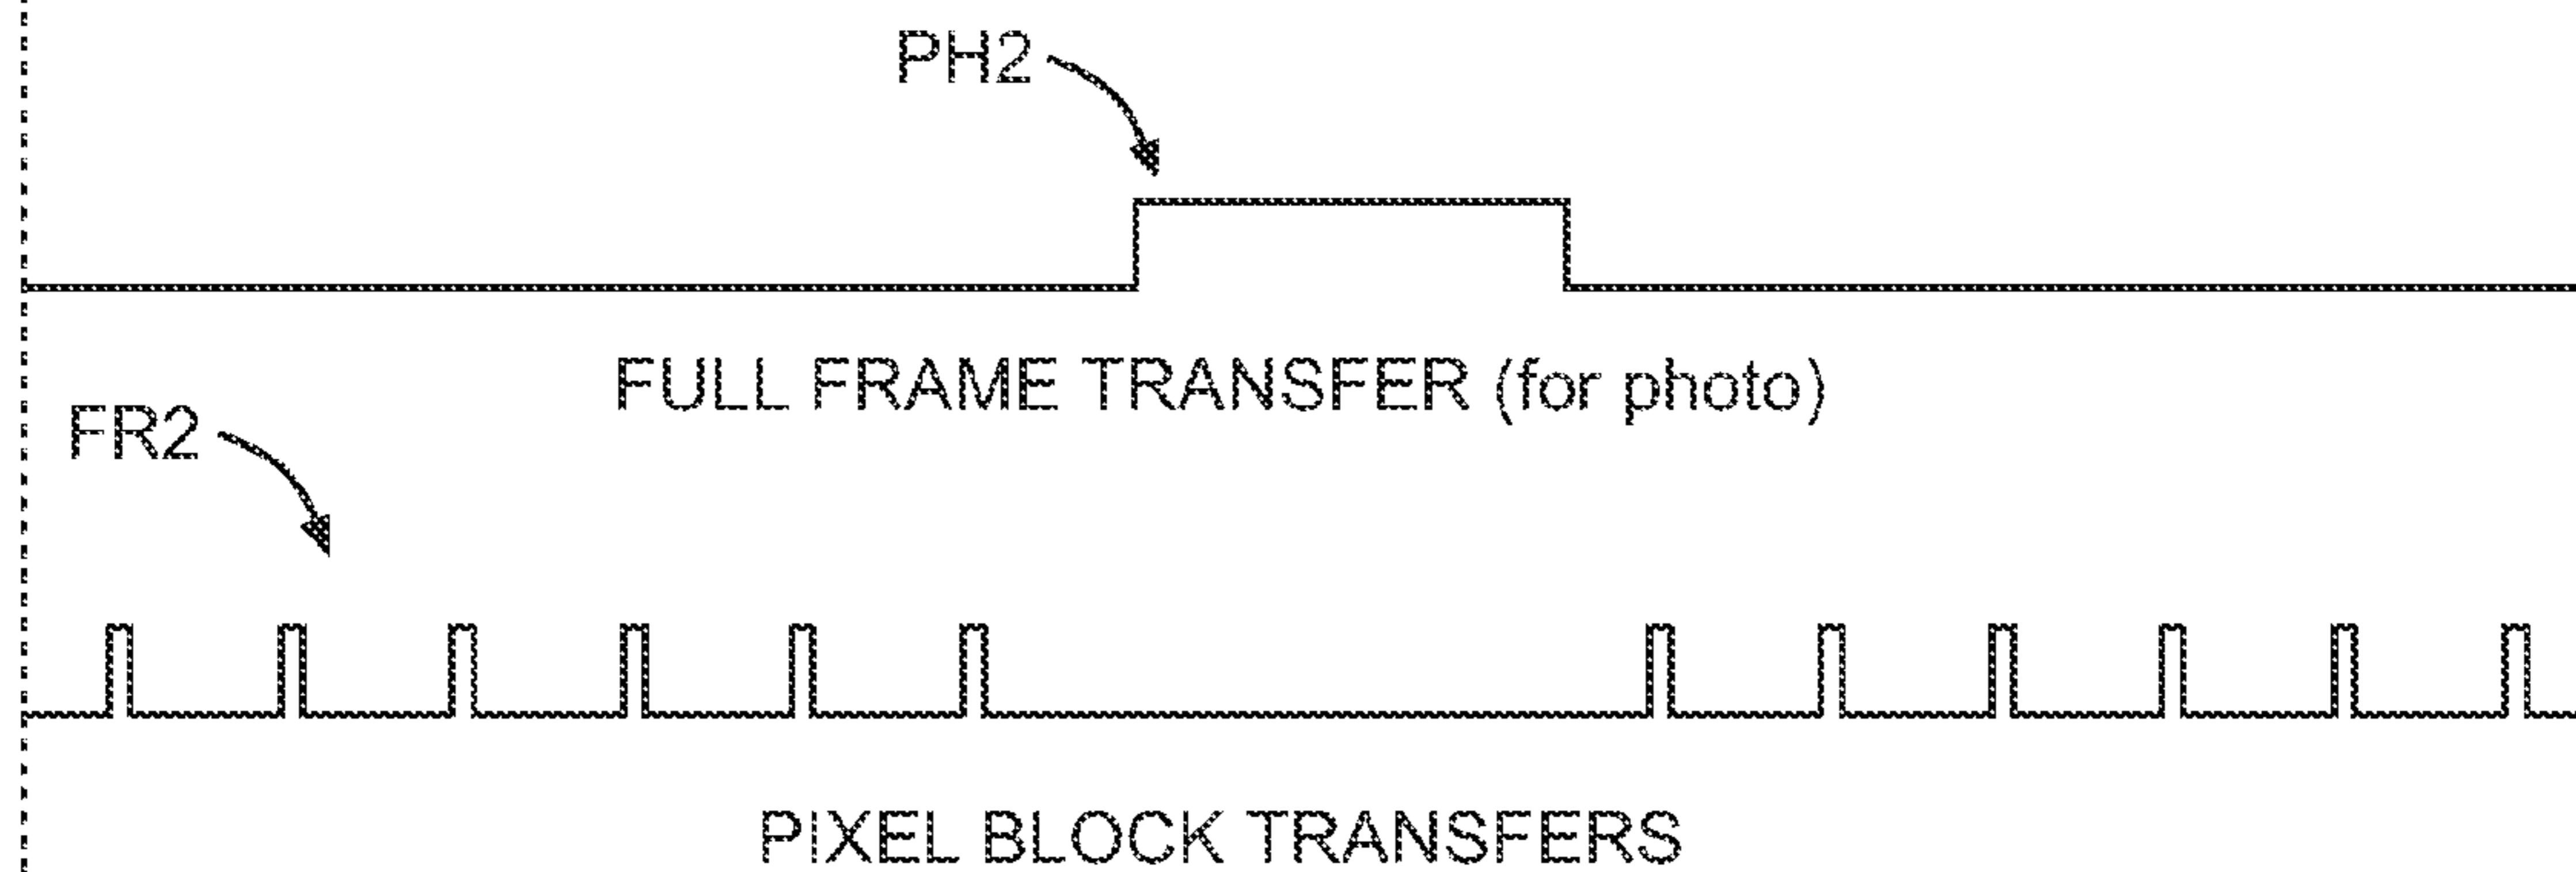 PH2
FULL FRAME TRANSFER (for photo)
FR2
PIXEL BLOCK TRANSFERS